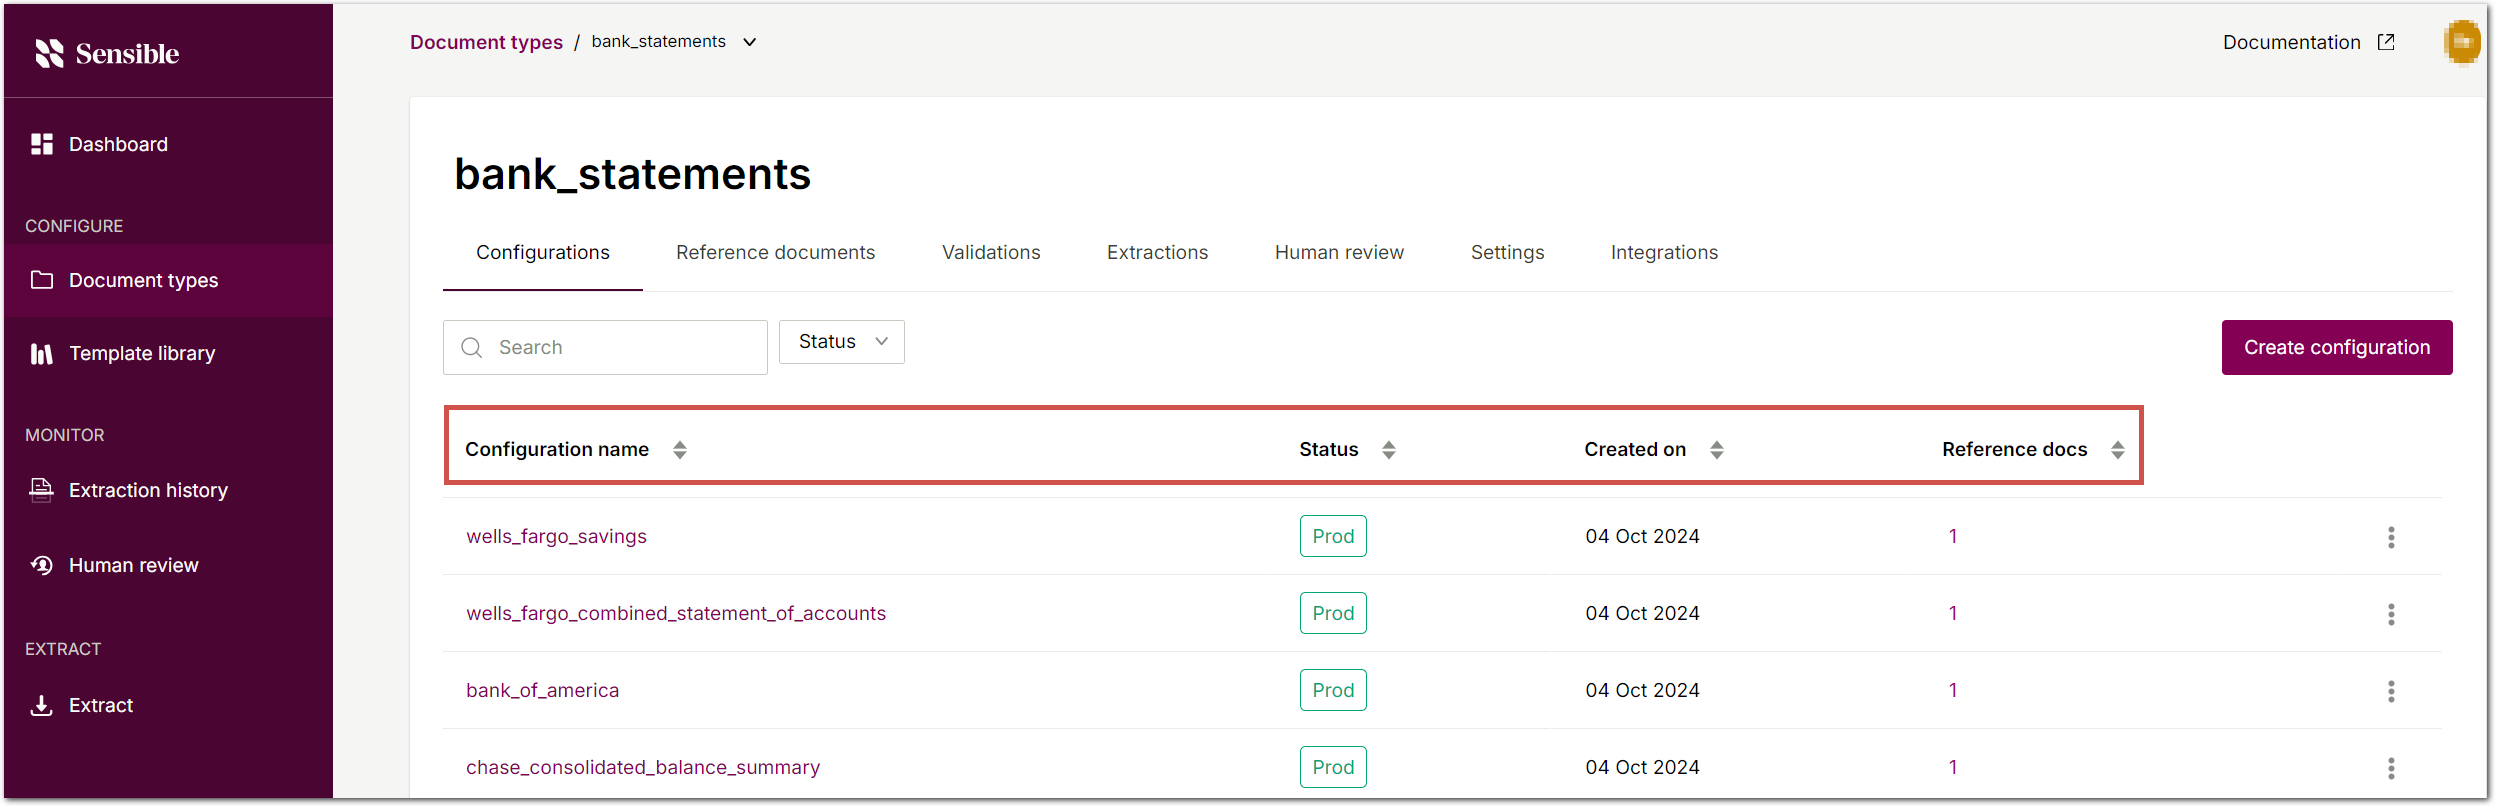 Sensible
Document types / bank_statements
Documentation
Dashboard
CONFIGURE
Document types
Template library
MONITOR
Extraction history
Human review
EXTRACT
Extract
bank_statements
Configurations Reference documents Validations Extractions Human review Settings Integrations
Search Status Create configuration
Configuration name Status Created on Reference docs
wells_fargo_savings Prod 04 Oct 2024 1
wells_fargo_combined_statement_of_accounts Prod 04 Oct 2024 1
bank_of_america Prod 04 Oct 2024 1
chase_consolidated_balance_summary Prod 04 Oct 2024 1